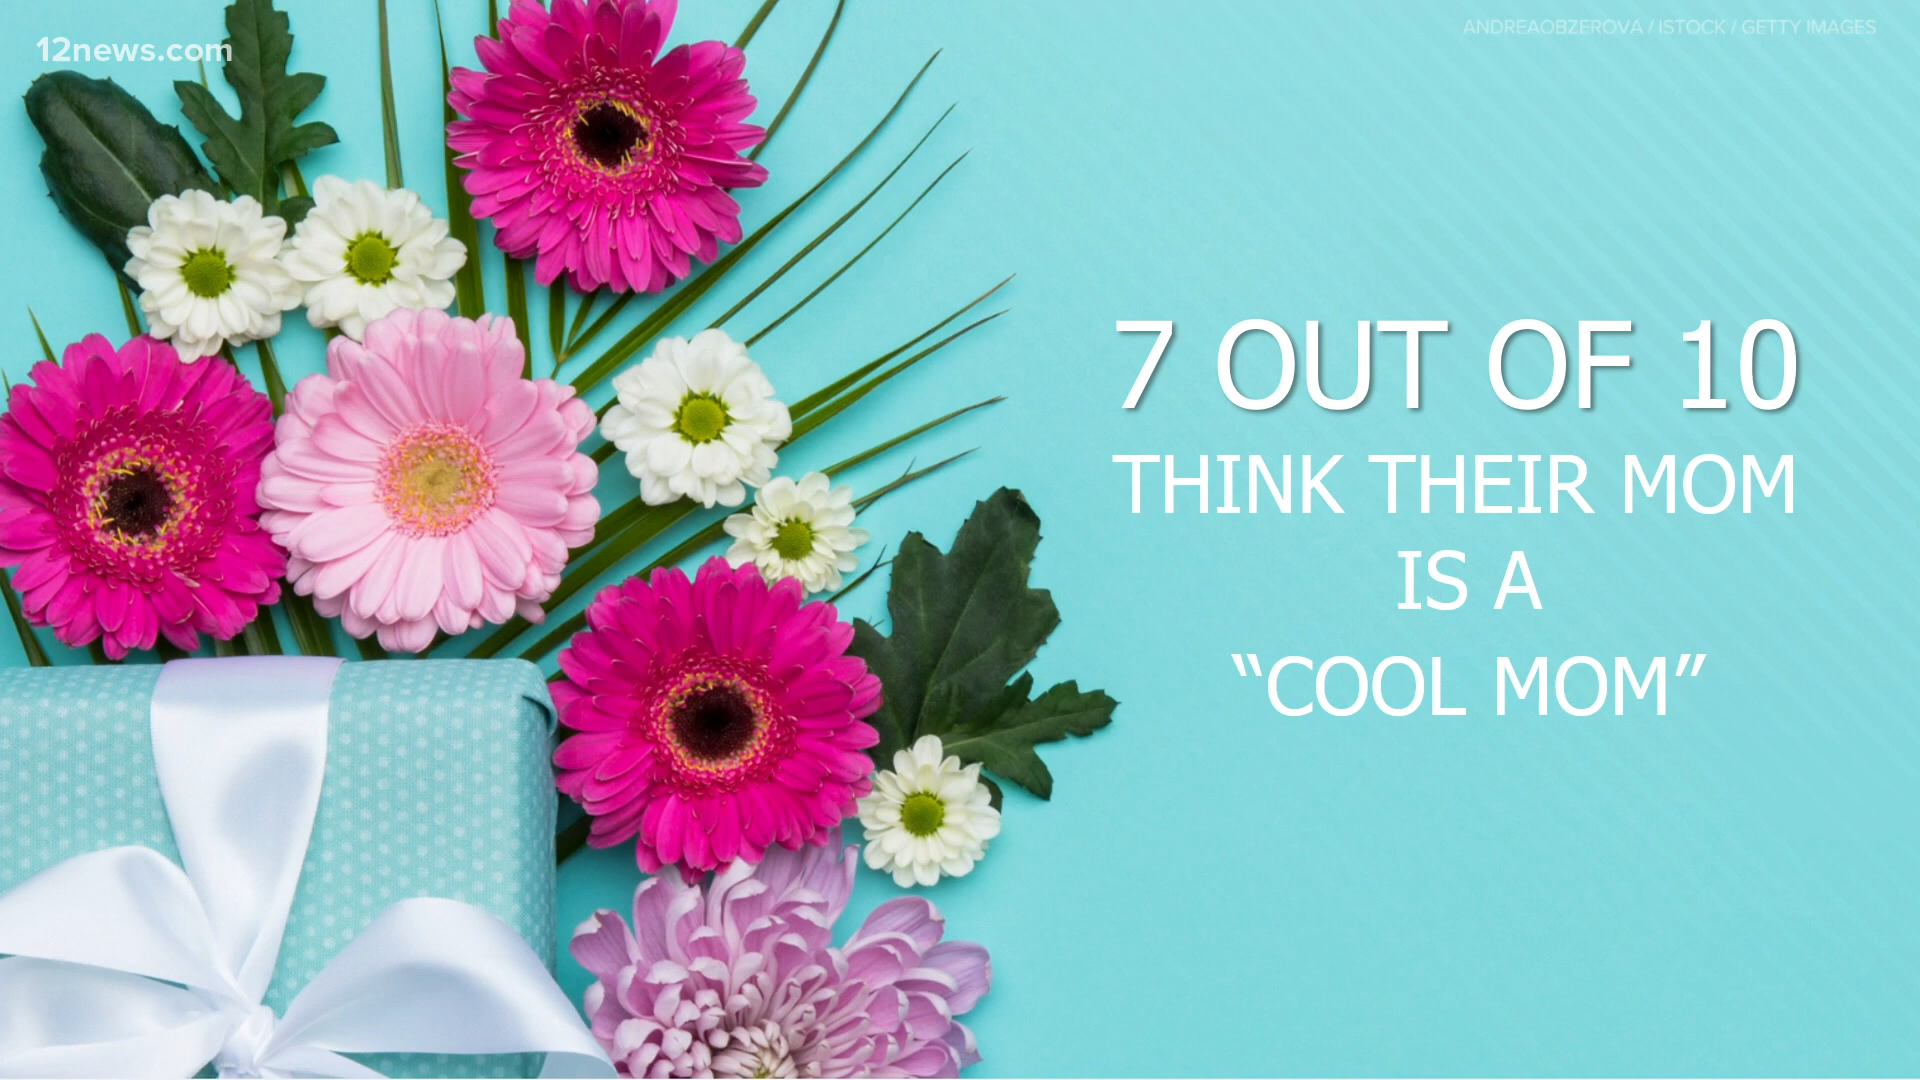 12news.com
ANDREAOBZEROVA / ISTOCK / GETTY IMAGES
7 OUT OF 10
THINK THEIR MOM
IS A
“COOL MOM”